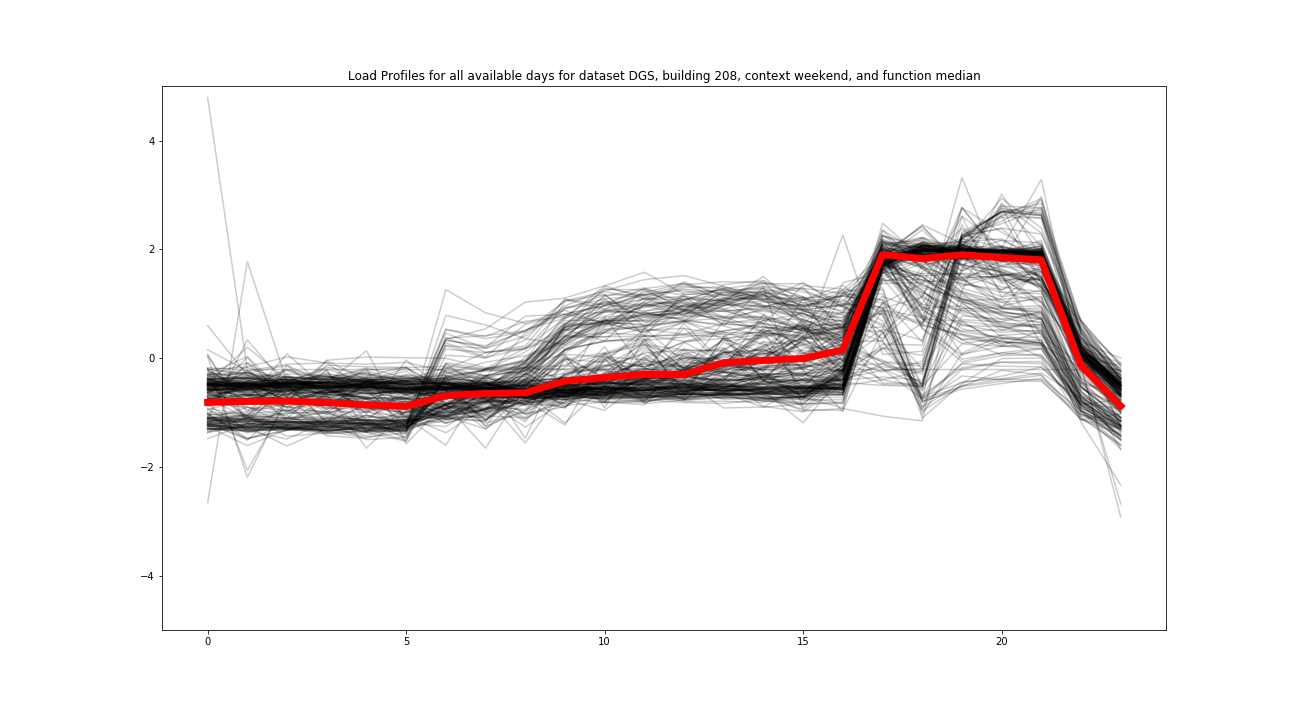 Load Profiles for all available days for dataset DGS, building 208, context weekend, and function median
4
2
0
−2
−4
0 5 10 15 20